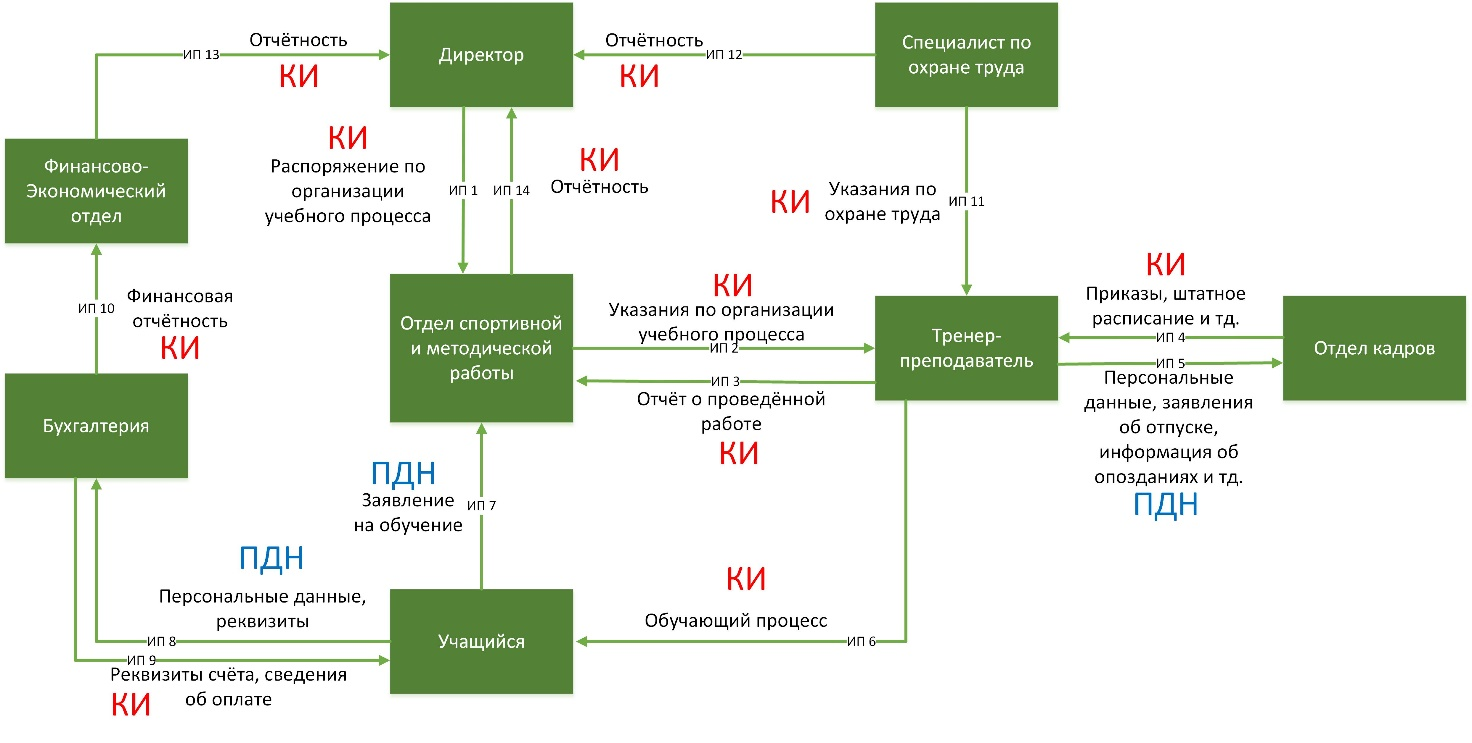 Отчётность
ИП 13
КИ
Директор
Отчётность
ИП 12
КИ
Специалист по
охране труда
КИ
Распоряжение по
организации
учебного процесса
ИП 1
ИП 14
КИ
Отчётность
Финансово-
Экономический
отдел
КИ
Указания по
охране труда
ИП 11
ИП 10
Финансовая
отчётность
КИ
Отдел спортивной
и методической
работы
КИ
Указания по организации
учебного процесса
ИП 2
ИП 3
Отчёт о проведённой
работе
КИ
Тренер-
преподаватель
КИ
Приказы, штатное
расписание и тд.
ИП 4
ИП 5
Персональные
данные, заявления
об отпуске,
информация об
опозданиях и тд.
ПДН
Отдел кадров
Бухгалтерия
ПДН
Заявление
на обучение
ИП 7
ПДН
Персональные данные,
реквизиты
ИП 8
ИП 9
Реквизиты счёта, сведения
об оплате
КИ
Учащийся
КИ
Обучающий процесс
ИП 6